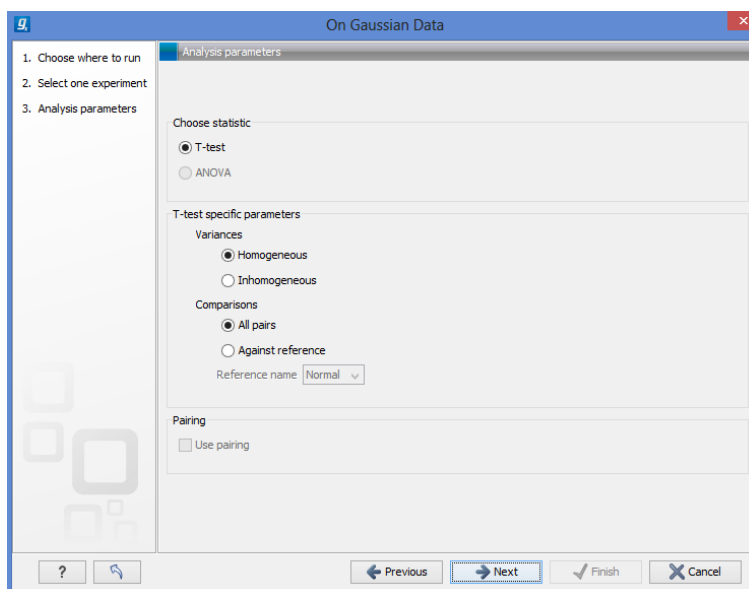 g.
On Gaussian Data
1. Choose where to run
2. Select one experiment
3. Analysis parameters
Analysis parameters
Choose statistic
T-test
ANOVA
T-test specific parameters
Variances
Homogeneous
Inhomogeneous
Comparisons
All pairs
Against reference
Reference name Normal
Pairing
Use pairing
? Previous Next Finish Cancel